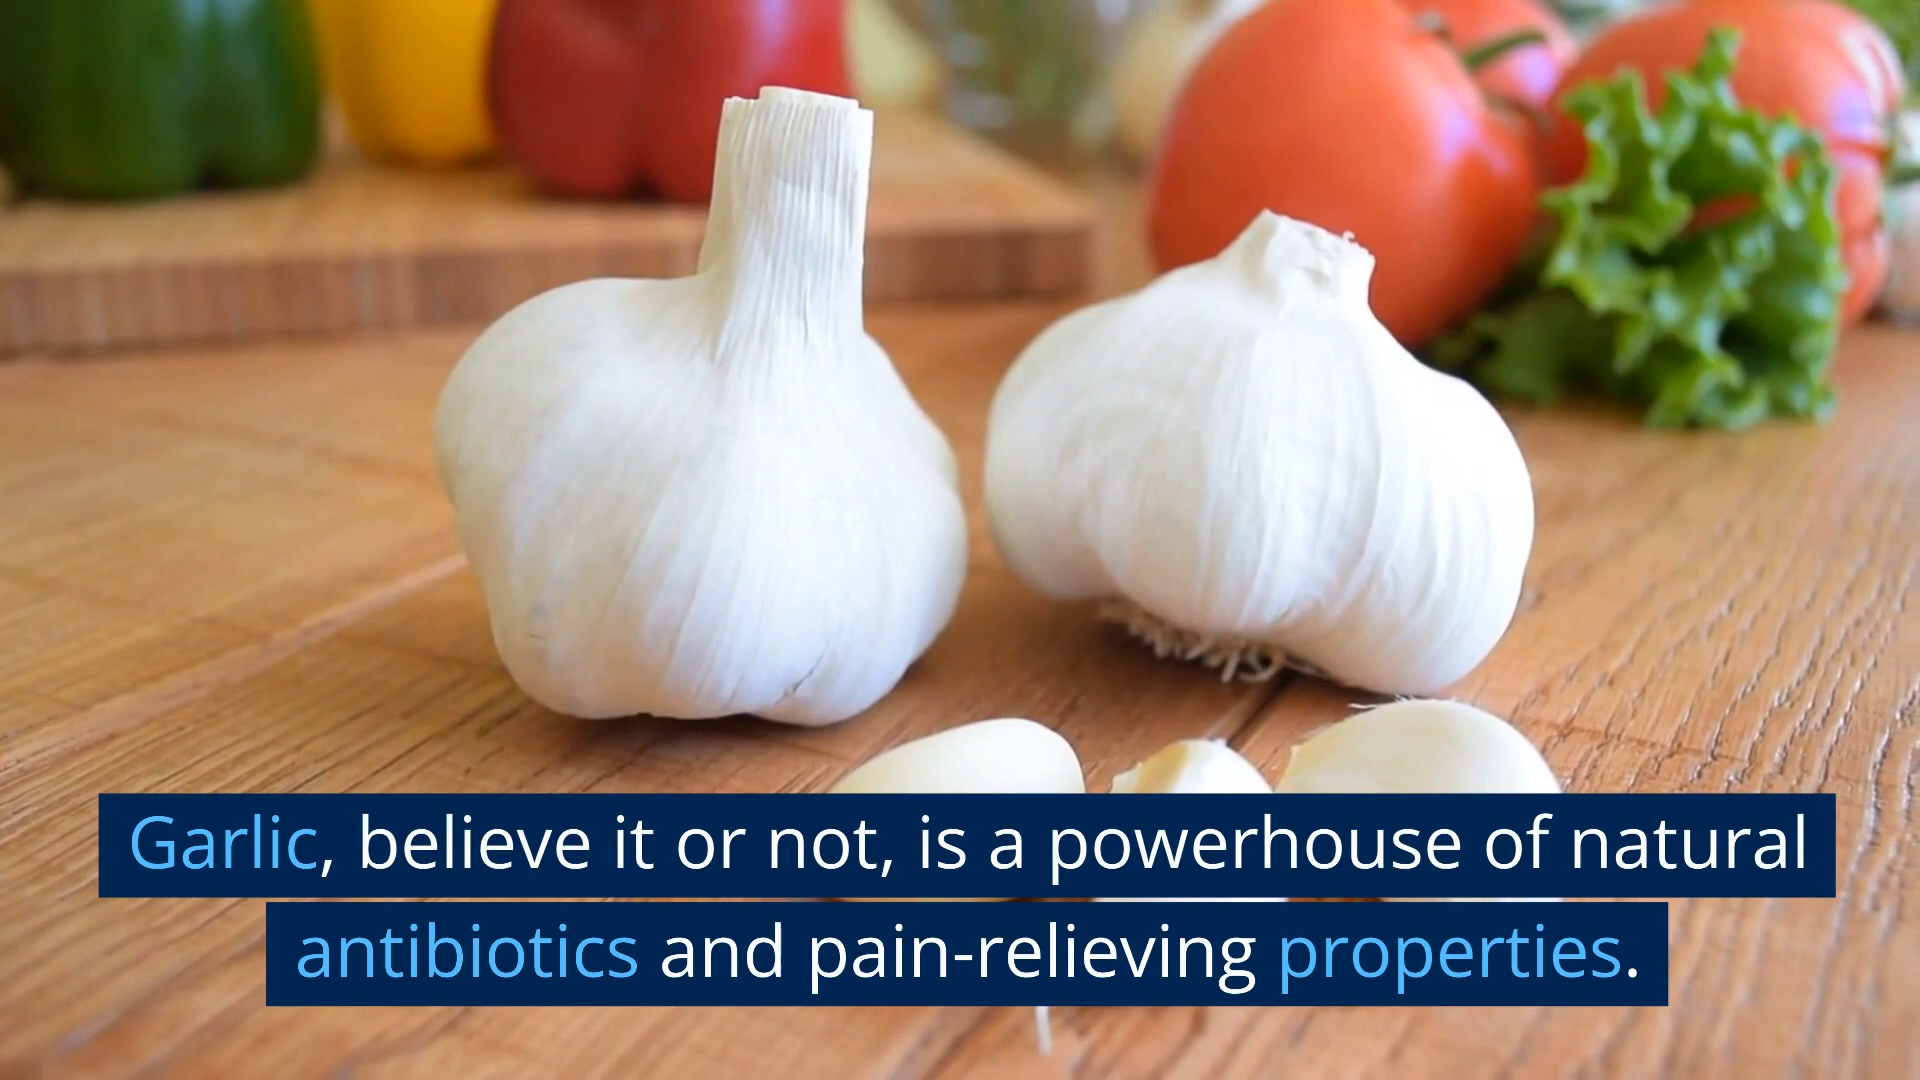 Garlic, believe it or not, is a powerhouse of natural
antibiotics and pain-relieving properties.